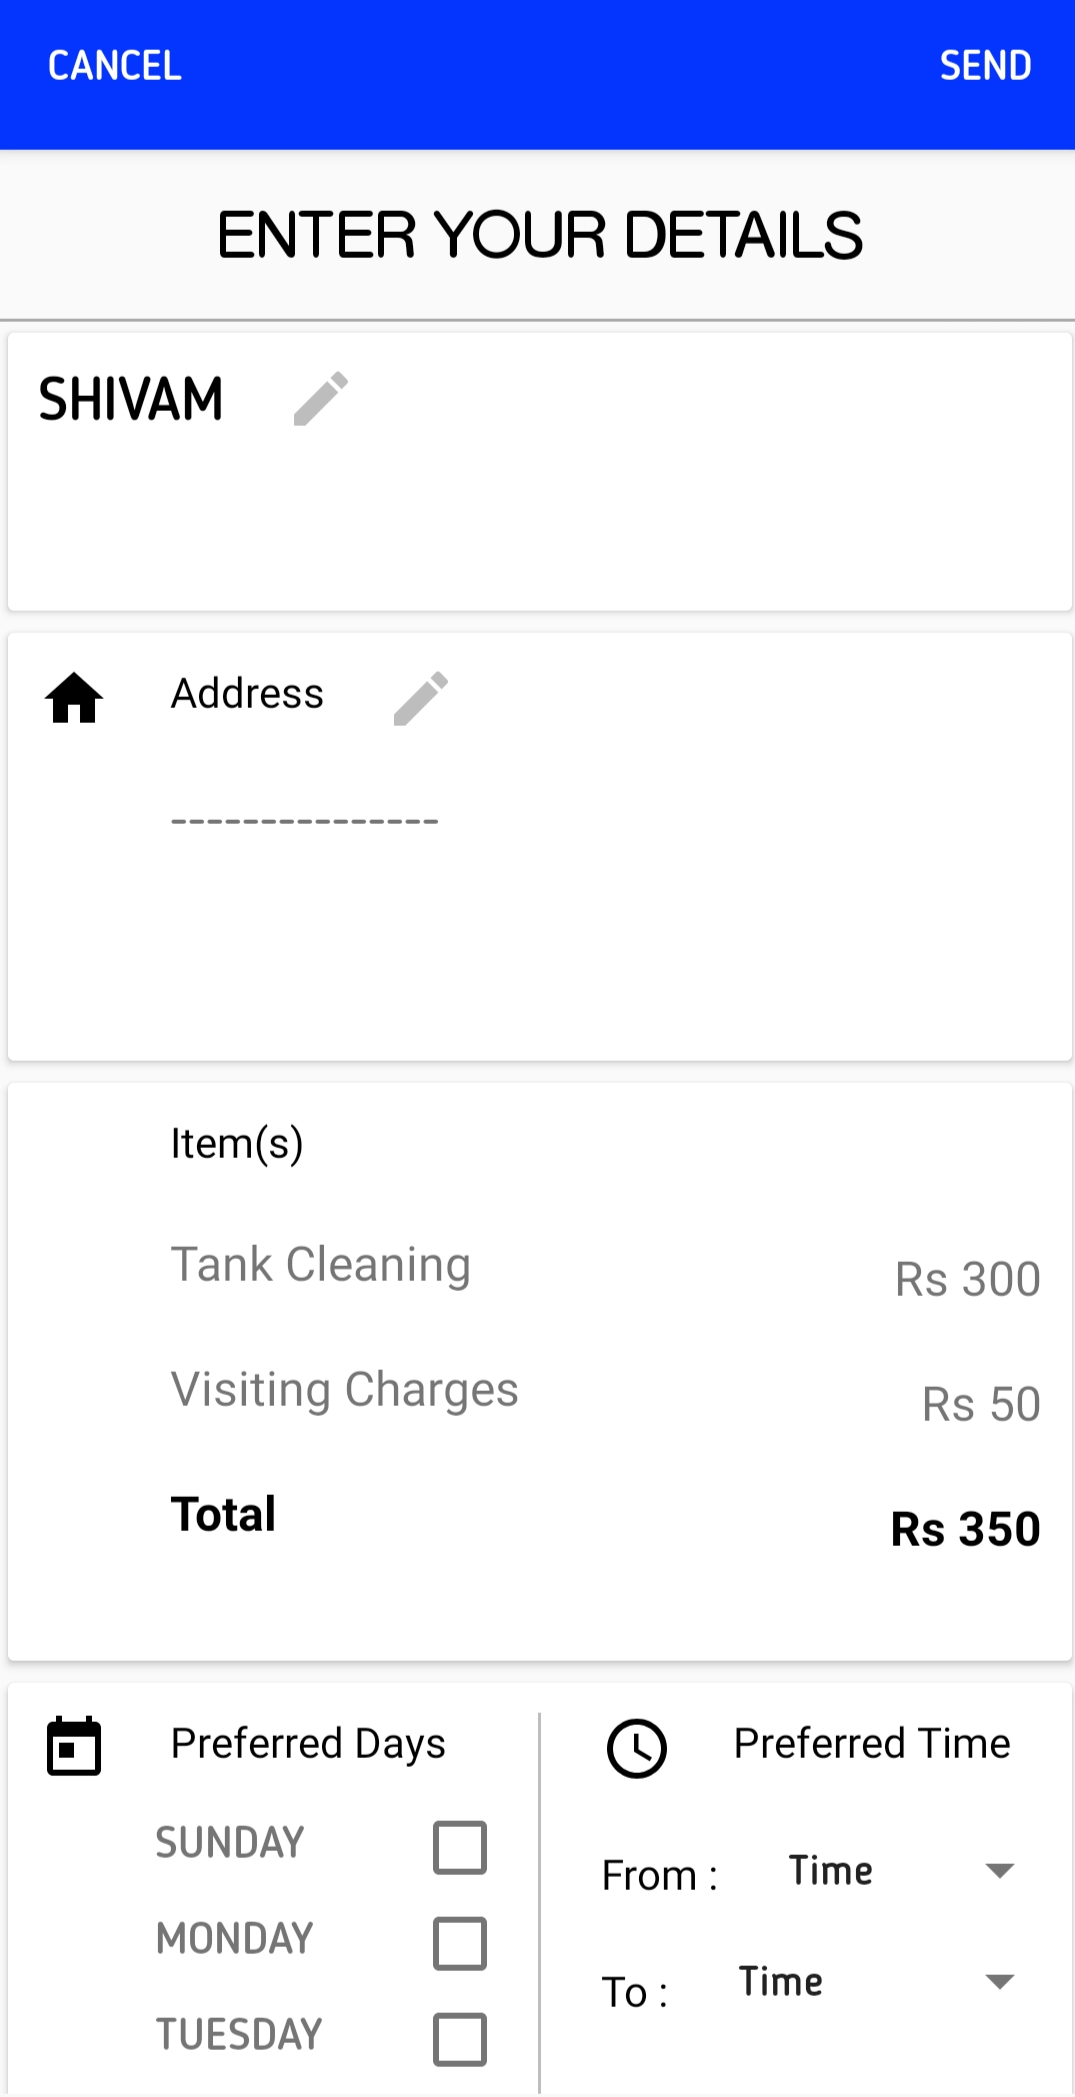 CANCEL SEND
ENTER YOUR DETAILS
SHIVAM
Address
---------------
Item(s)
Tank Cleaning Rs 300
Visiting Charges Rs 50
Total Rs 350
Preferred Days
SUNDAY
MONDAY
TUESDAY
Preferred Time
From : Time
To : Time